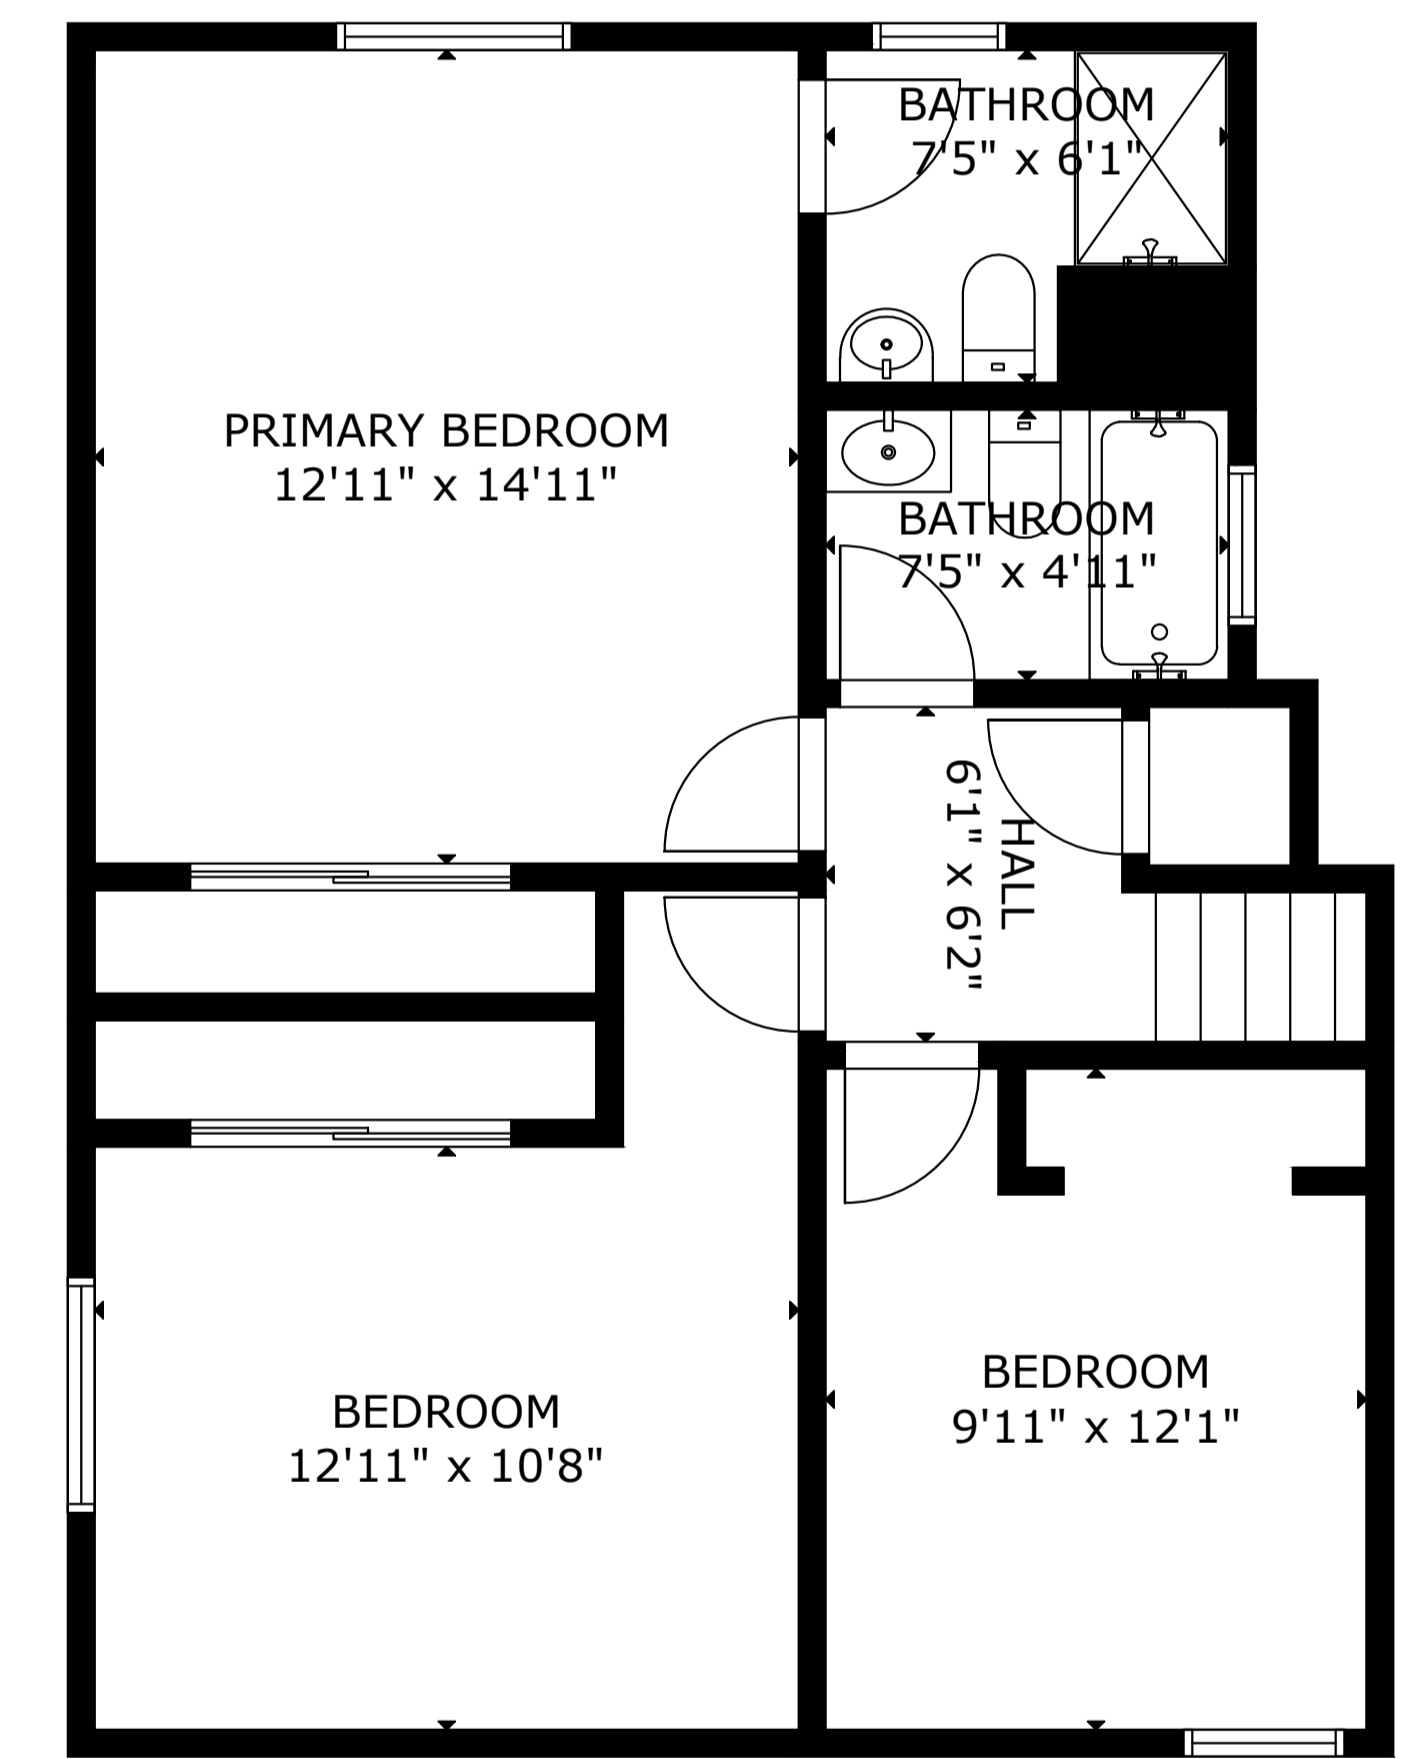 BATHROOM
7'5" x 6'1"
PRIMARY BEDROOM
12'11" x 14'11"
BATHROOM
7'5" x 4'11"
HALL
6'1" x 6'2"
BEDROOM
9'11" x 12'1"
BEDROOM
12'11" x 10'8"